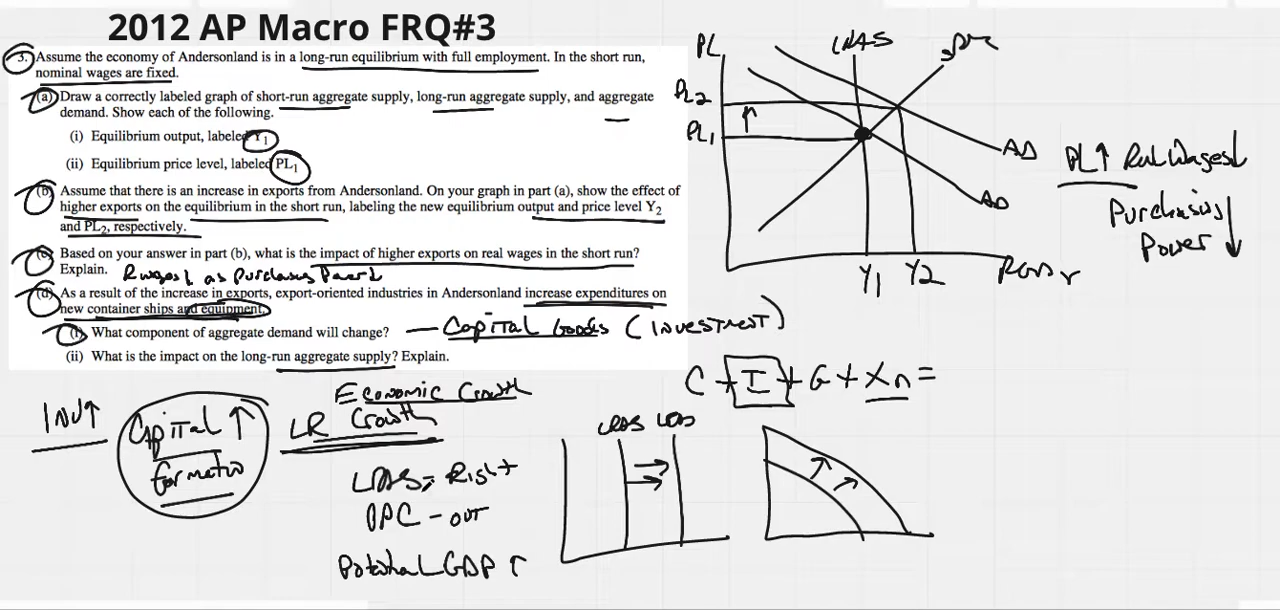 2012 AP Macro FRQ#3
3. Assume the economy of Andersonland is in a long-run equilibrium with full employment. In the short run,
nominal wages are fixed.
(a) Draw a correctly labeled graph of short-run aggregate supply, long-run aggregate supply, and aggregate
demand. Show each of the following.
(i) Equilibrium output, labeled Y1
(ii) Equilibrium price level, labeled PL1
(b) Assume that there is an increase in exports from Andersonland. On your graph in part (a), show the effect of
higher exports on the equilibrium in the short run, labeling the new equilibrium output and price level Y2
and PL2, respectively.
(c) Based on your answer in part (b), what is the impact of higher exports on real wages in the short run?
Explain.
R wages ↓ as Purchasing Power ↓
(d) As a result of the increase in exports, export-oriented industries in Andersonland increase expenditures on
new container ships and equipment.
(i) What component of aggregate demand will change?
— Capital Goods (Investment)
(ii) What is the impact on the long-run aggregate supply? Explain.
PL
LRAS
PL2
PL1
AD
AD
Y1 Y2
PL↑ Real Wages↓
Purchasing
Power ↓
C + I + G + Xn =
INV↑
Capital ↑
formation
Economic Growth
LR Growth
LRAS → Right
PPC - out
Potential GDP ↑
LRAS LRAS